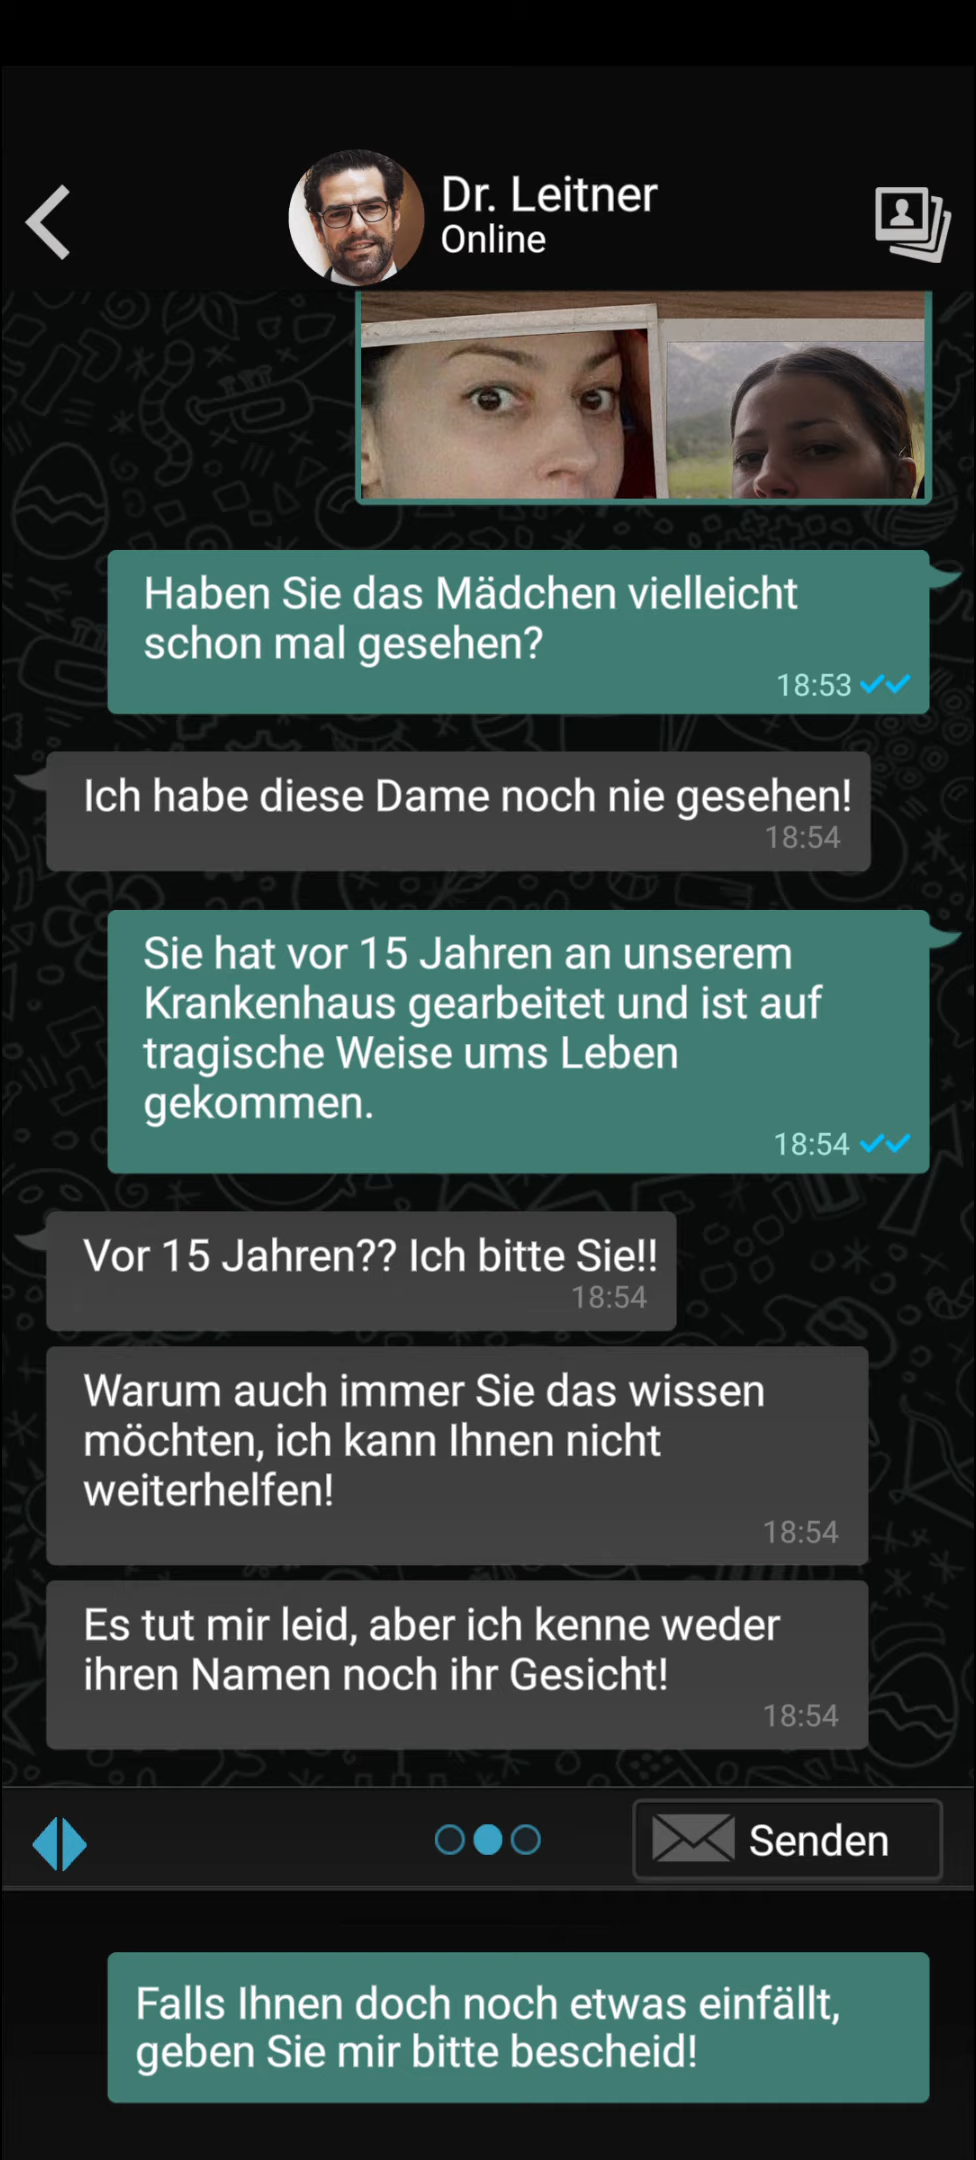 Dr. Leitner
Online
Haben Sie das Mädchen vielleicht
schon mal gesehen?
18:53
Ich habe diese Dame noch nie gesehen!
18:54
Sie hat vor 15 Jahren an unserem
Krankenhaus gearbeitet und ist auf
tragische Weise ums Leben
gekommen.
18:54
Vor 15 Jahren?? Ich bitte Sie!!
18:54
Warum auch immer Sie das wissen
möchten, ich kann Ihnen nicht
weiterhelfen!
18:54
Es tut mir leid, aber ich kenne weder
ihren Namen noch ihr Gesicht!
18:54
Senden
Falls Ihnen doch noch etwas einfällt,
geben Sie mir bitte bescheid!